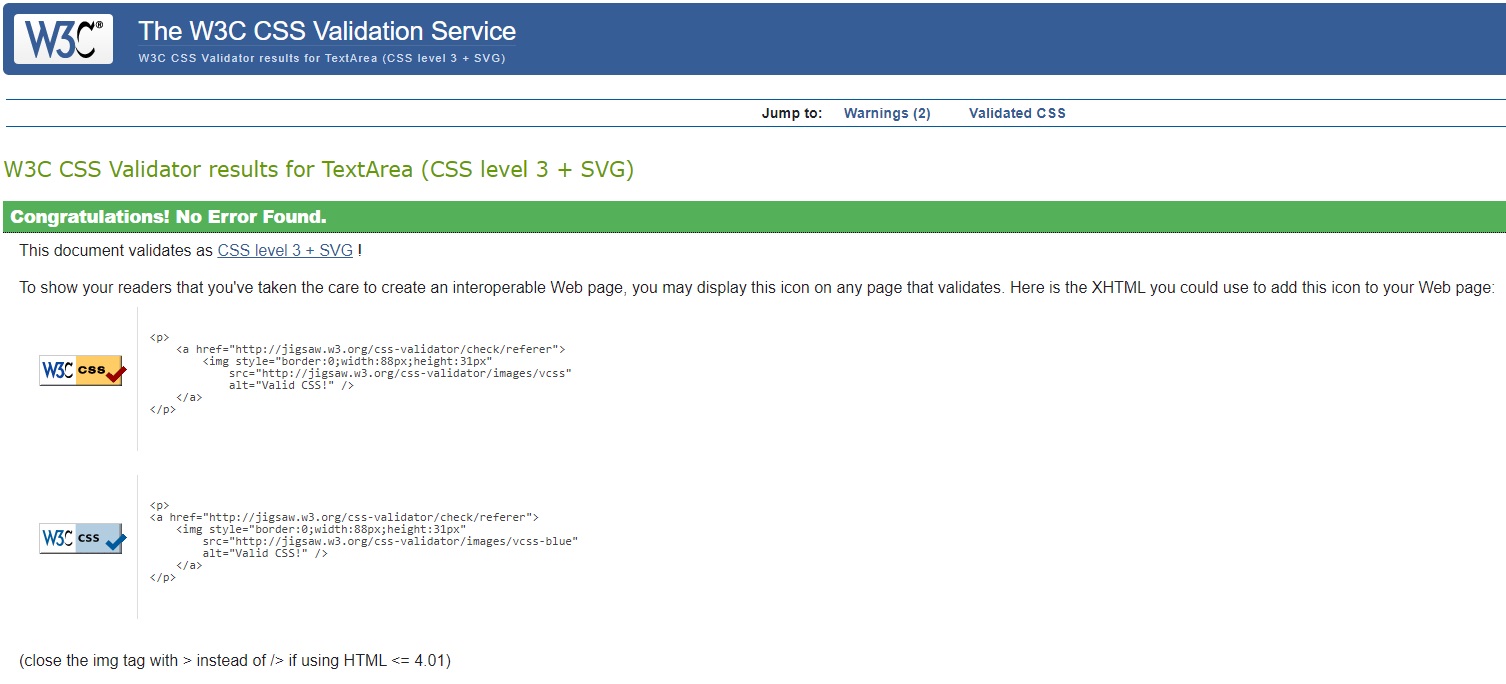 W3C®
The W3C CSS Validation Service
W3C CSS Validator results for TextArea (CSS level 3 + SVG)
Jump to: Warnings (2) Validated CSS
W3C CSS Validator results for TextArea (CSS level 3 + SVG)
Congratulations! No Error Found.
This document validates as CSS level 3 + SVG !
To show your readers that you've taken the care to create an interoperable Web page, you may display this icon on any page that validates. Here is the XHTML you could use to add this icon to your Web page:
W3C css
<p>
    <a href="http://jigsaw.w3.org/css-validator/check/referer">
        <img style="border:0;width:88px;height:31px"
            src="http://jigsaw.w3.org/css-validator/images/vcss"
            alt="Valid CSS!" />
    </a>
</p>
W3C css
<p>
<a href="http://jigsaw.w3.org/css-validator/check/referer">
    <img style="border:0;width:88px;height:31px"
        src="http://jigsaw.w3.org/css-validator/images/vcss-blue"
        alt="Valid CSS!" />
    </a>
</p>
(close the img tag with > instead of /> if using HTML <= 4.01)